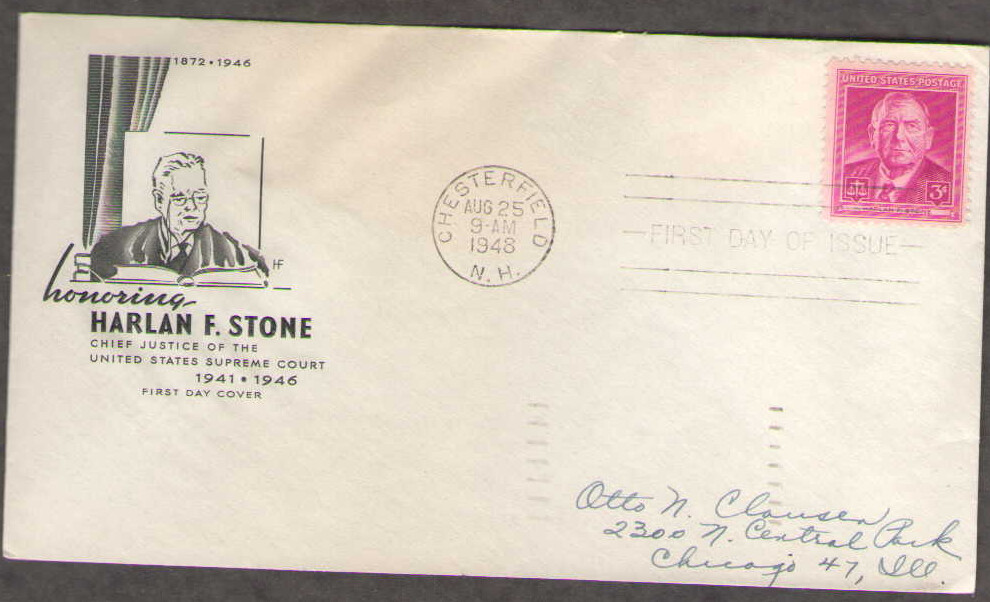 1872 • 1946
HF
honoring
HARLAN F. STONE
CHIEF JUSTICE OF THE
UNITED STATES SUPREME COURT
1941 • 1946
FIRST DAY COVER
CHESTERFIELD
AUG 25
9-AM
1948
N. H.
FIRST DAY OF ISSUE
UNITED STATES POSTAGE
3¢
HARLAN F. STONE
Otto N. Clausen
2300 N. Central Park
Chicago 47, Ill.